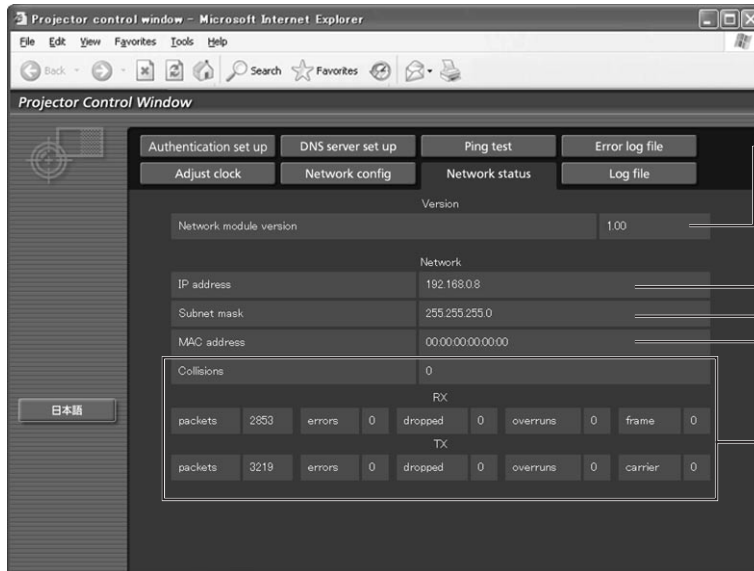 Projector control window - Microsoft Internet Explorer
File Edit View Favorites Tools Help
Back Search Favorites
Projector Control Window
Authentication set up DNS server set up Ping test Error log file
Adjust clock Network config Network status Log file
Version
Network module version 1.00
Network
IP address 192.168.0.8
Subnet mask 255.255.255.0
MAC address 00:00:00:00:00:00
Collisions 0
RX
日本語
packets 2853 errors 0 dropped 0 overruns 0 frame 0
TX
packets 3219 errors 0 dropped 0 overruns 0 carrier 0